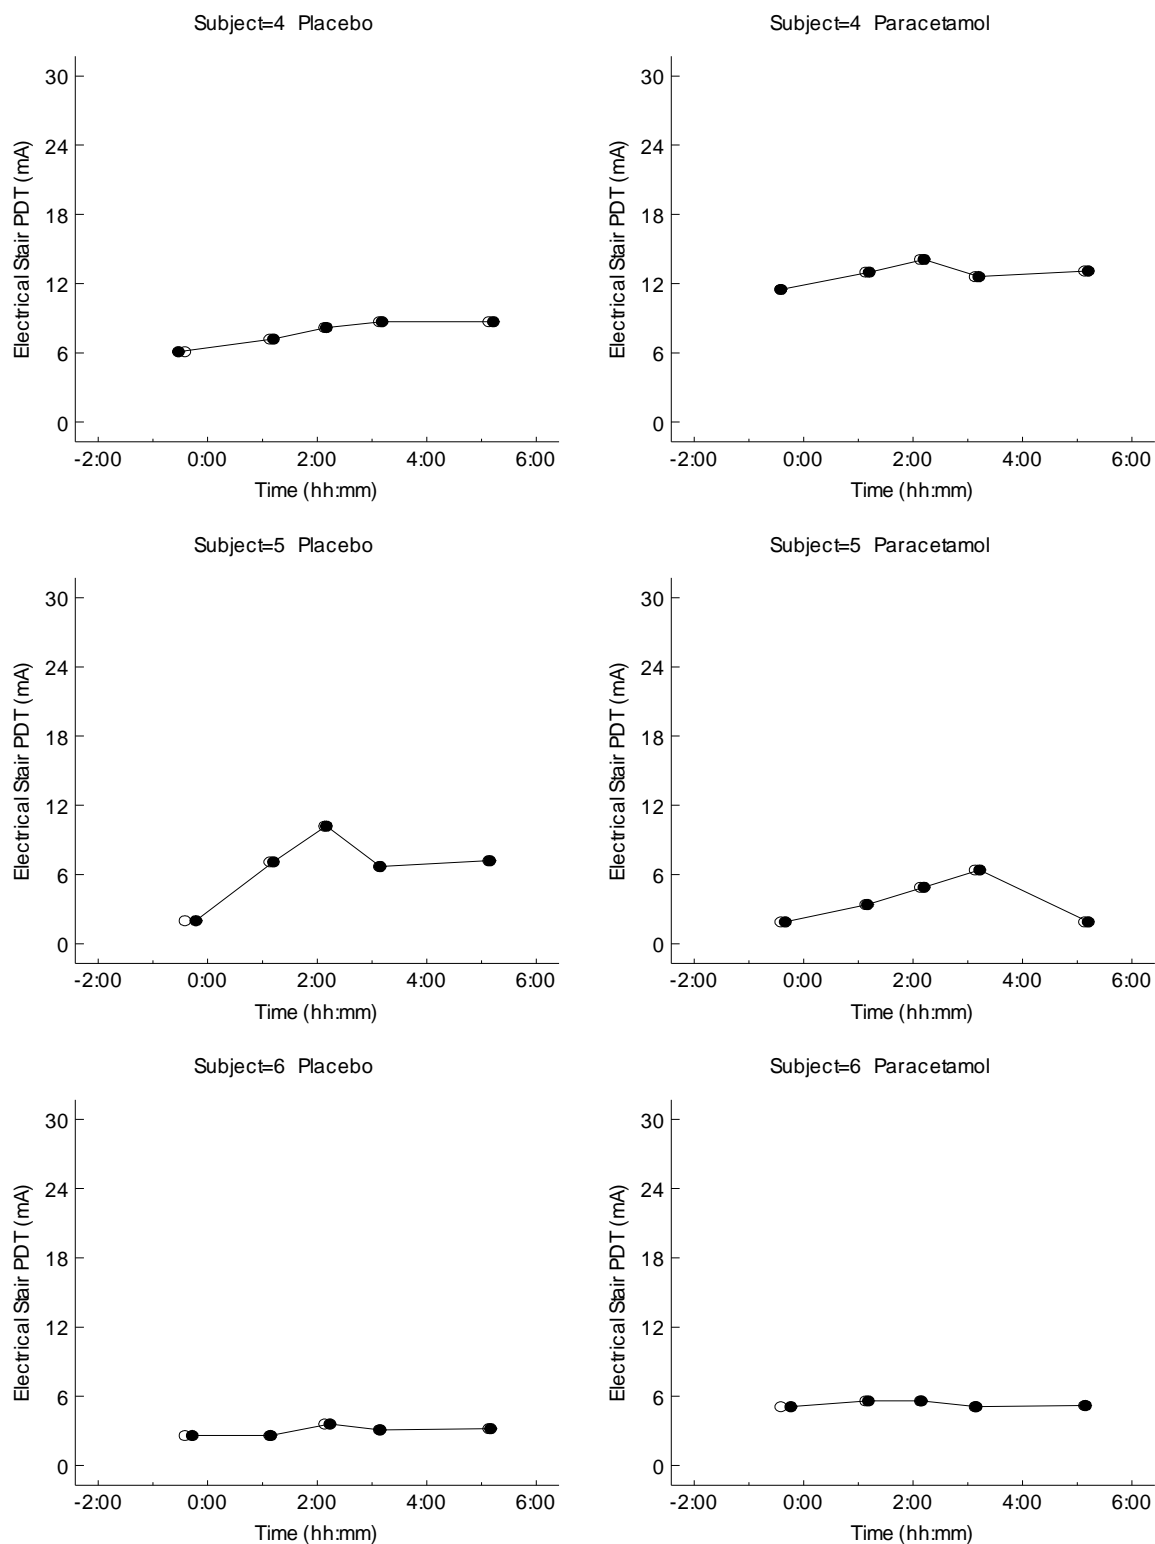 Subject=4 Placebo
Electrical Stair PDT (mA)
30
24
18
12
6
0
-2:00 0:00 2:00 4:00 6:00
Time (hh:mm)
Subject=4 Paracetamol
Electrical Stair PDT (mA)
30
24
18
12
6
0
-2:00 0:00 2:00 4:00 6:00
Time (hh:mm)
Subject=5 Placebo
Electrical Stair PDT (mA)
30
24
18
12
6
0
-2:00 0:00 2:00 4:00 6:00
Time (hh:mm)
Subject=5 Paracetamol
Electrical Stair PDT (mA)
30
24
18
12
6
0
-2:00 0:00 2:00 4:00 6:00
Time (hh:mm)
Subject=6 Placebo
Electrical Stair PDT (mA)
30
24
18
12
6
0
-2:00 0:00 2:00 4:00 6:00
Time (hh:mm)
Subject=6 Paracetamol
Electrical Stair PDT (mA)
30
24
18
12
6
0
-2:00 0:00 2:00 4:00 6:00
Time (hh:mm)